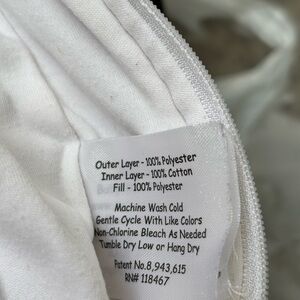 Outer Layer - 100% Polyester
Inner Layer - 100% Cotton
Fill - 100% Polyester
Machine Wash Cold
Gentle Cycle With Like Colors
Non-Chlorine Bleach As Needed
Tumble Dry Low or Hang Dry
Patent No.8,943,615
RN# 118467